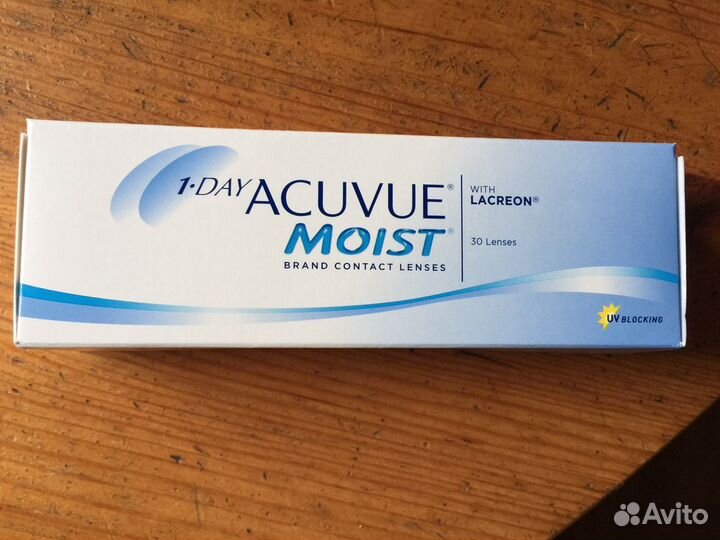 1·DAY ACUVUE®
MOIST®
BRAND CONTACT LENSES
WITH
LACREON®
30 Lenses
UV BLOCKING
Avito